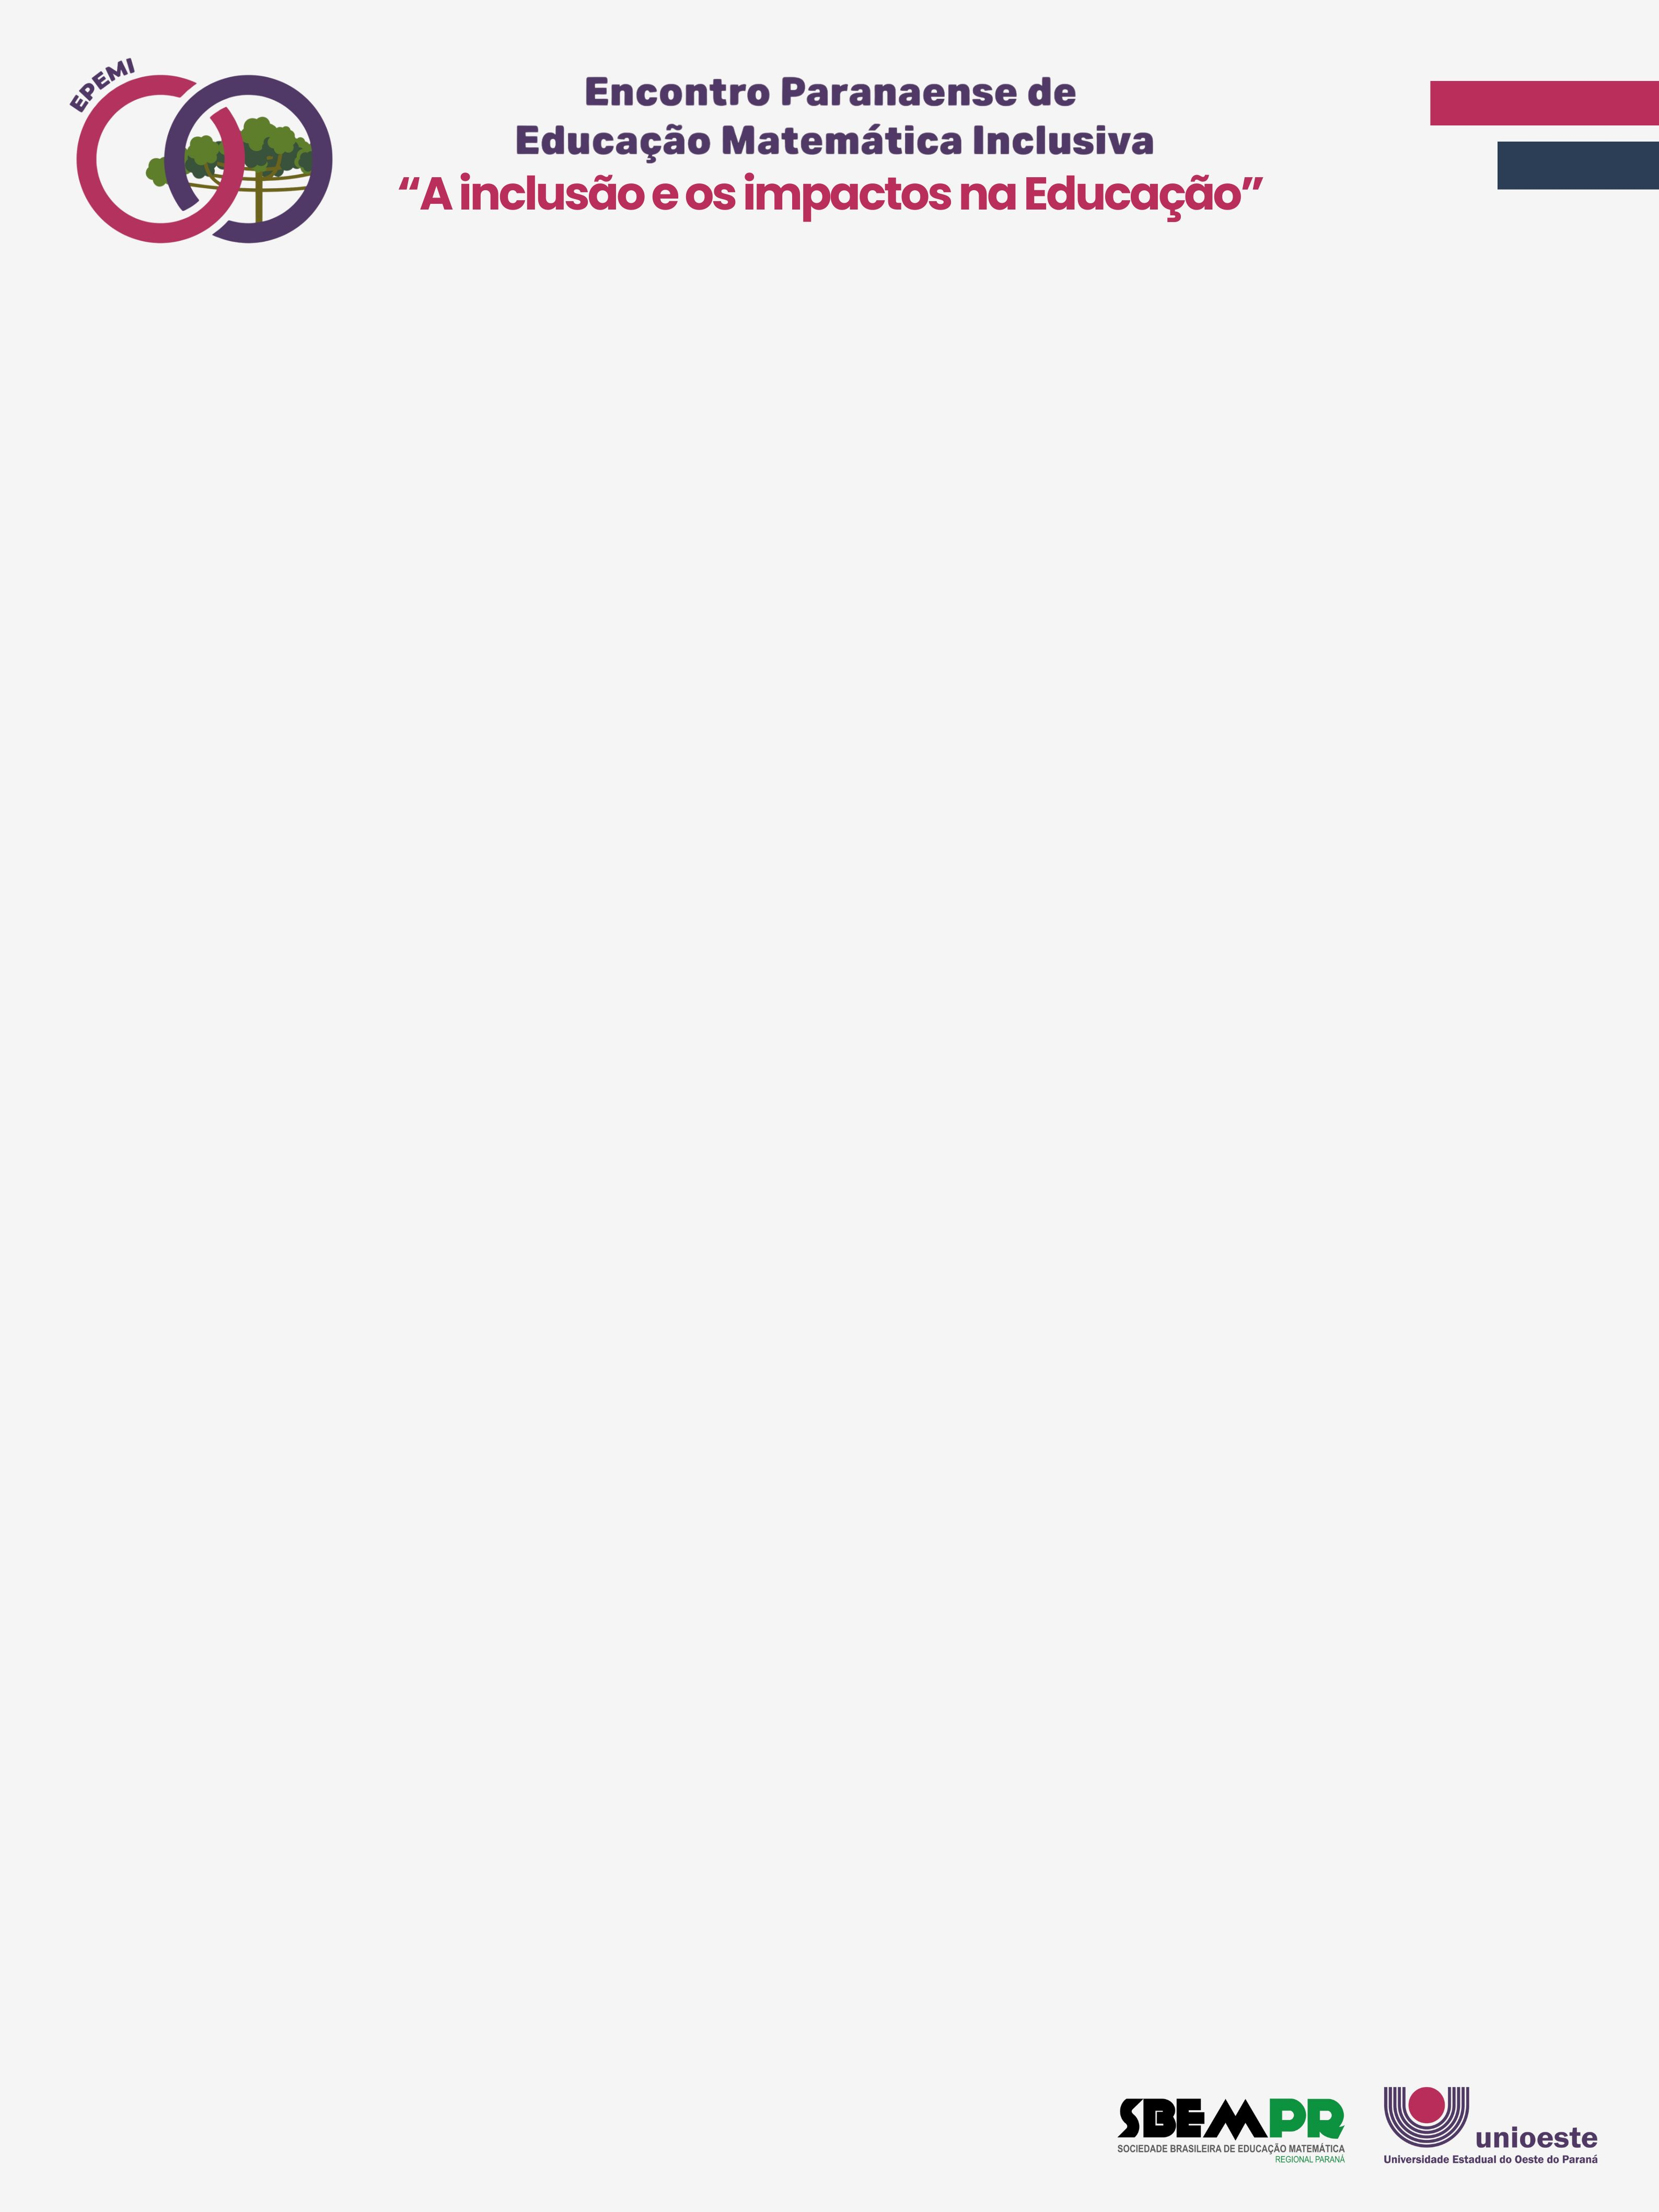 EPEMI
Encontro Paranaense de
Educação Matemática Inclusiva
“A inclusão e os impactos na Educação”
SBEMPR
SOCIEDADE BRASILEIRA DE EDUCAÇÃO MATEMÁTICA
REGIONAL PARANÁ
unioeste
Universidade Estadual do Oeste do Paraná